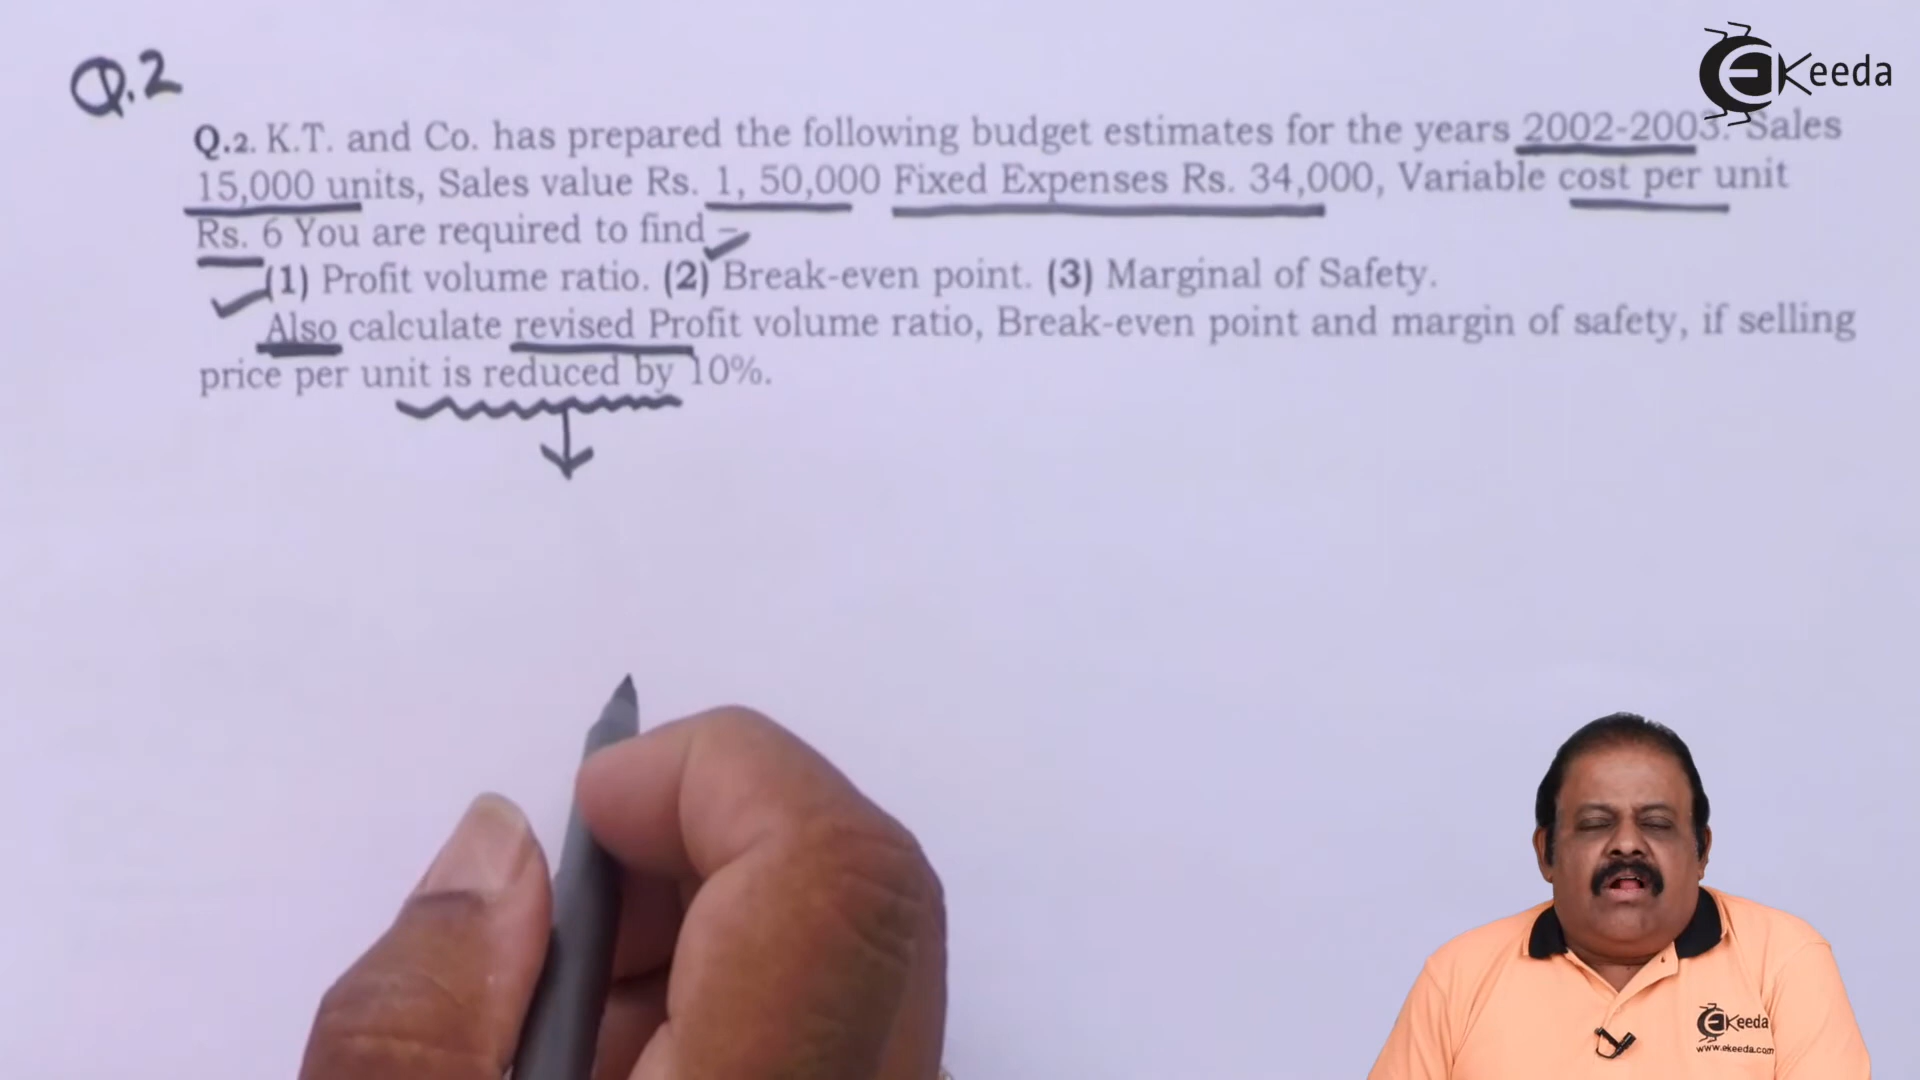 Q.2
EKeeda
Q.2. K.T. and Co. has prepared the following budget estimates for the years 2002-2003. Sales
15,000 units, Sales value Rs. 1, 50,000 Fixed Expenses Rs. 34,000, Variable cost per unit
Rs. 6 You are required to find –
(1) Profit volume ratio. (2) Break-even point. (3) Marginal of Safety.
Also calculate revised Profit volume ratio, Break-even point and margin of safety, if selling
price per unit is reduced by 10%.
EKeeda
www.ekeeda.com